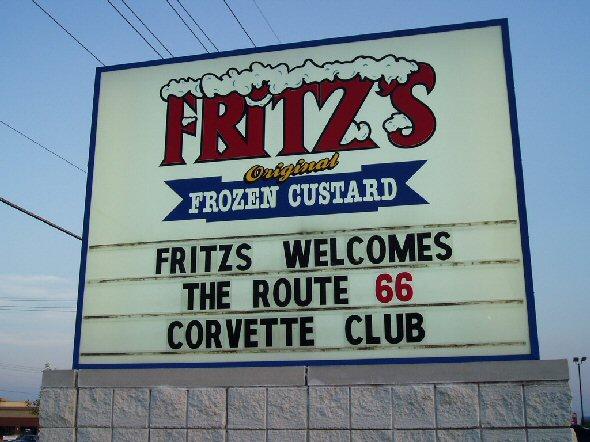 FRITZ'S
Original
FROZEN CUSTARD
FRITZS WELCOMES
THE ROUTE 66
CORVETTE CLUB